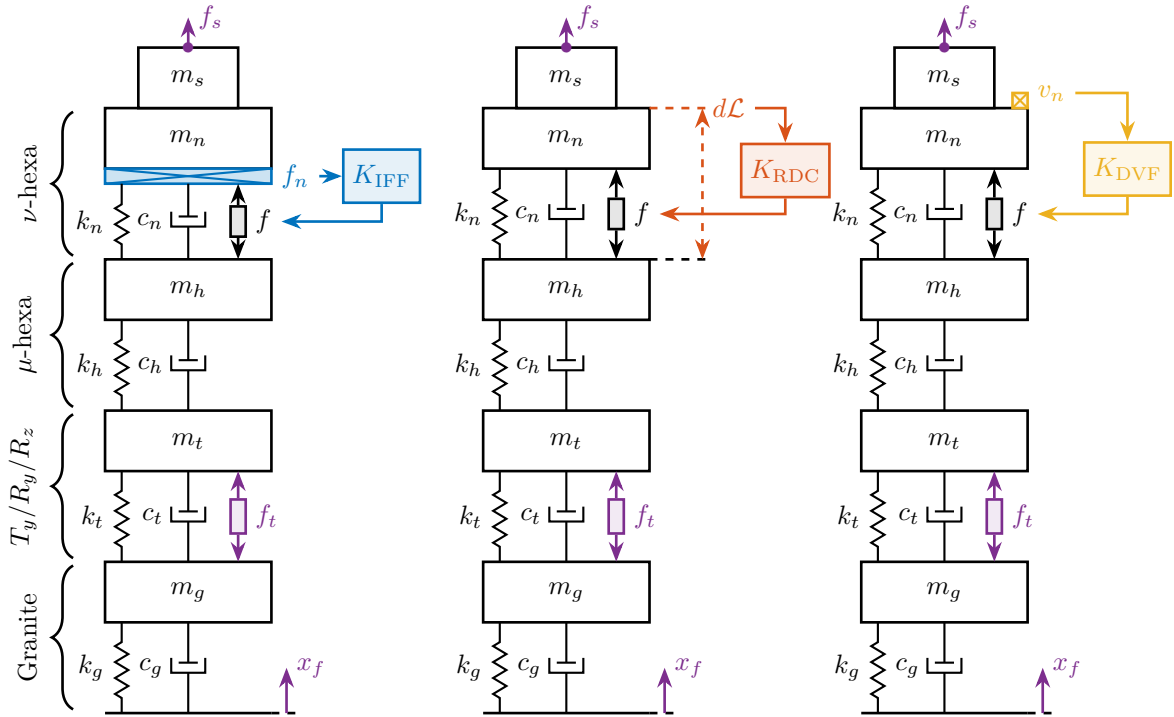 f_s f_s f_s
m_s m_s m_s
dℒ v_n
m_n m_n m_n
f_n K_IFF K_RDC K_DVF
ν-hexa
k_n c_n f k_n c_n f k_n c_n f
m_h m_h m_h
μ-hexa
k_h c_h k_h c_h k_h c_h
m_t m_t m_t
T_y/R_y/R_z
k_t c_t f_t k_t c_t f_t k_t c_t f_t
m_g m_g m_g
Granite
k_g c_g x_f k_g c_g x_f k_g c_g x_f